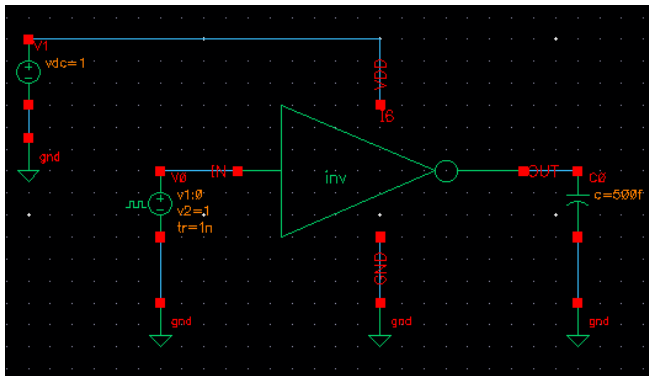 V1
vdc=1
gnd
VDD
I6
V0
IN
v1:0
v2=1
tr=1n
gnd
inv
GND
gnd
OUT
C0
c=500f
gnd